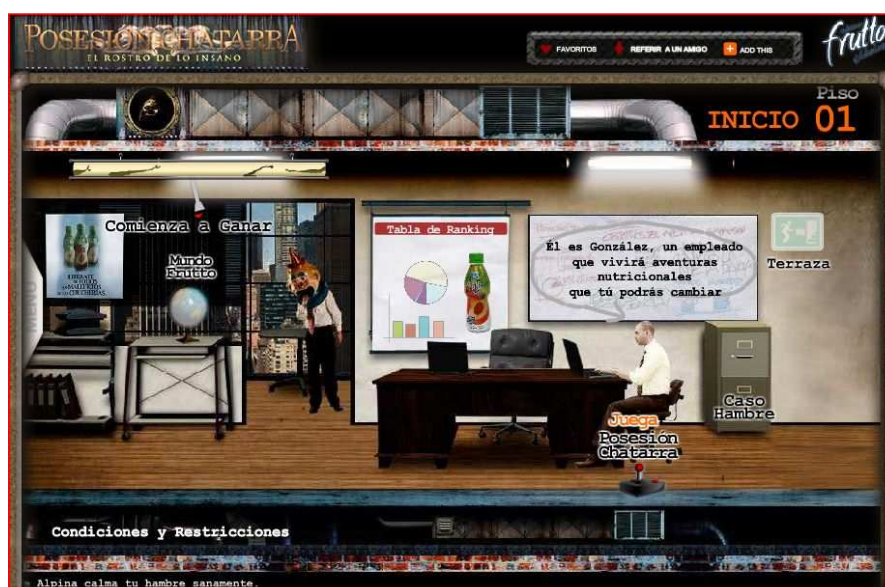 POSESIÓN CHATARRA
EL ROSTRO DE LO INSANO
FAVORITOS
REFERIR A UN AMIGO
ADD THIS
frutto
Piso
INICIO 01
Comienza a Ganar
Mundo
Frutto
Tabla de Ranking
Él es González, un empleado
que vivirá aventuras
nutricionales
que tú podrás cambiar
Terraza
MENU
Caso
Hambre
Juega
Posesión
Chatarra
Condiciones y Restricciones
Alpina calma tu hambre sanamente.